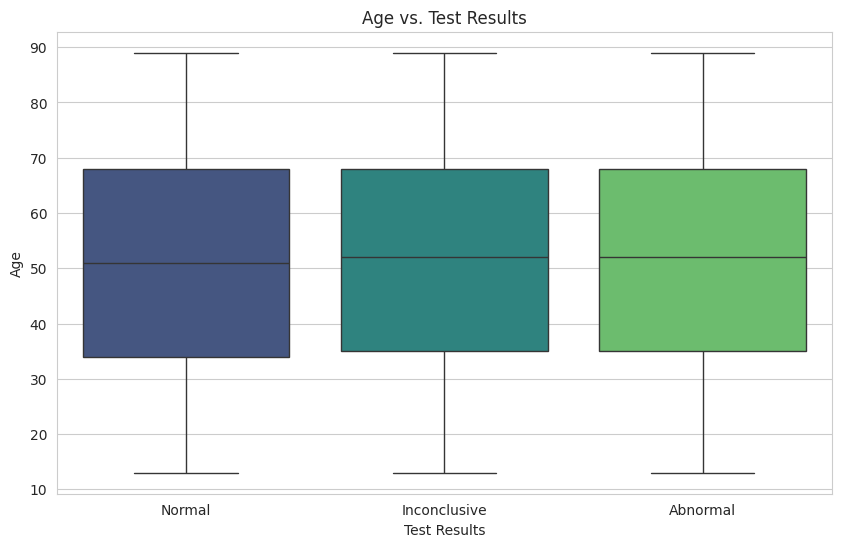 Age vs. Test Results
90
80
70
60
50
40
30
20
10
Age
Normal
Inconclusive
Abnormal
Test Results